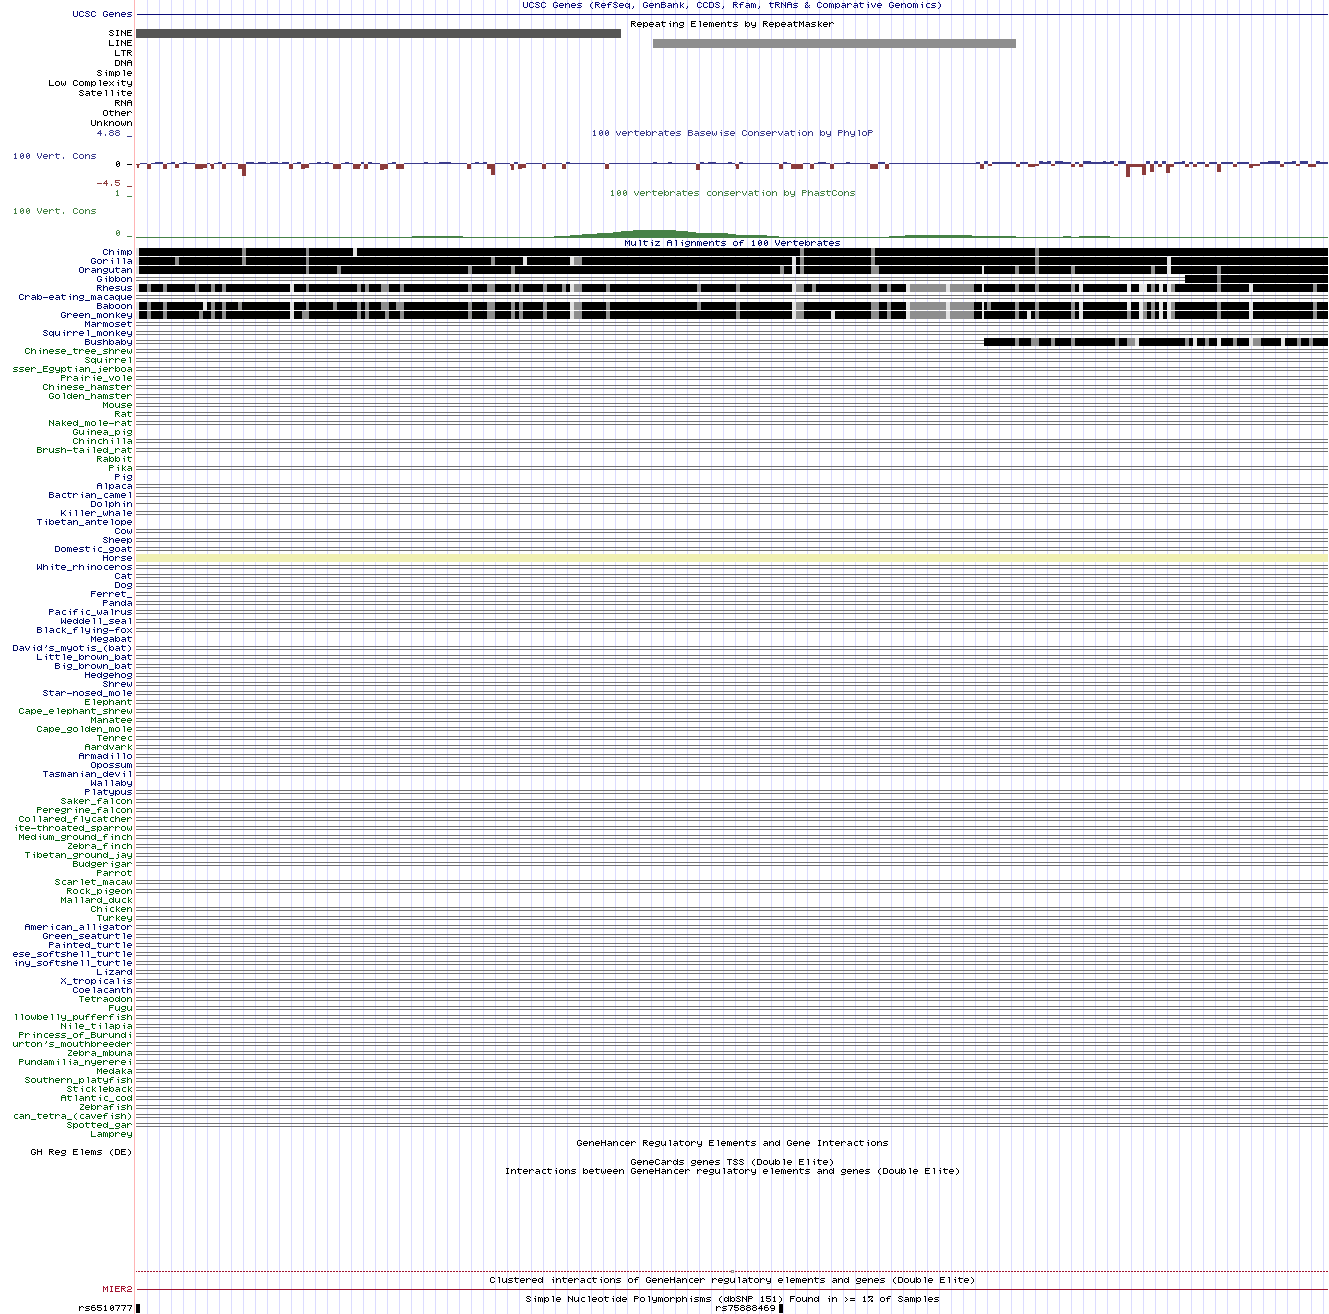 UCSC Genes (RefSeq, GenBank, CCDS, Rfam, tRNAs & Comparative Genomics)
UCSC Genes
Repeating Elements by RepeatMasker
SINE
LINE
LTR
DNA
Simple
Low Complexity
Satellite
RNA
Other
Unknown
4.88 _
100 vertebrates Basewise Conservation by PhyloP
100 Vert. Cons
0 _
-4.5 _
1 _
100 vertebrates conservation by PhastCons
100 Vert. Cons
0 _
Multiz Alignments of 100 Vertebrates
Chimp
Gorilla
Orangutan
Gibbon
Rhesus
Crab-eating_macaque
Baboon
Green_monkey
Marmoset
Squirrel_monkey
Bushbaby
Chinese_tree_shrew
Squirrel
sser_Egyptian_jerboa
Prairie_vole
Chinese_hamster
Golden_hamster
Mouse
Rat
Naked_mole-rat
Guinea_pig
Chinchilla
Brush-tailed_rat
Rabbit
Pika
Pig
Alpaca
Bactrian_camel
Dolphin
Killer_whale
Tibetan_antelope
Cow
Sheep
Domestic_goat
Horse
White_rhinoceros
Cat
Dog
Ferret_
Panda
Pacific_walrus
Weddell_seal
Black_flying-fox
Megabat
David's_myotis_(bat)
Little_brown_bat
Big_brown_bat
Hedgehog
Shrew
Star-nosed_mole
Elephant
Cape_elephant_shrew
Manatee
Cape_golden_mole
Tenrec
Aardvark
Armadillo
Opossum
Tasmanian_devil
Wallaby
Platypus
Saker_falcon
Peregrine_falcon
Collared_flycatcher
ite-throated_sparrow
Medium_ground_finch
Zebra_finch
Tibetan_ground_jay
Budgerigar
Parrot
Scarlet_macaw
Rock_pigeon
Mallard_duck
Chicken
Turkey
American_alligator
Green_seaturtle
Painted_turtle
ese_softshell_turtle
iny_softshell_turtle
Lizard
X_tropicalis
Coelacanth
Tetraodon
Fugu
llowbelly_pufferfish
Nile_tilapia
Princess_of_Burundi
urton's_mouthbreeder
Zebra_mbuna
Pundamilia_nyererei
Medaka
Southern_platyfish
Stickleback
Atlantic_cod
Zebrafish
can_tetra_(cavefish)
Spotted_gar
Lamprey
GeneHancer Regulatory Elements and Gene Interactions
GH Reg Elems (DE)
GeneCards genes TSS (Double Elite)
Interactions between GeneHancer regulatory elements and genes (Double Elite)
Clustered interactions of GeneHancer regulatory elements and genes (Double Elite)
MIER2
Simple Nucleotide Polymorphisms (dbSNP 151) Found in >= 1% of Samples
rs6510777
rs75888469